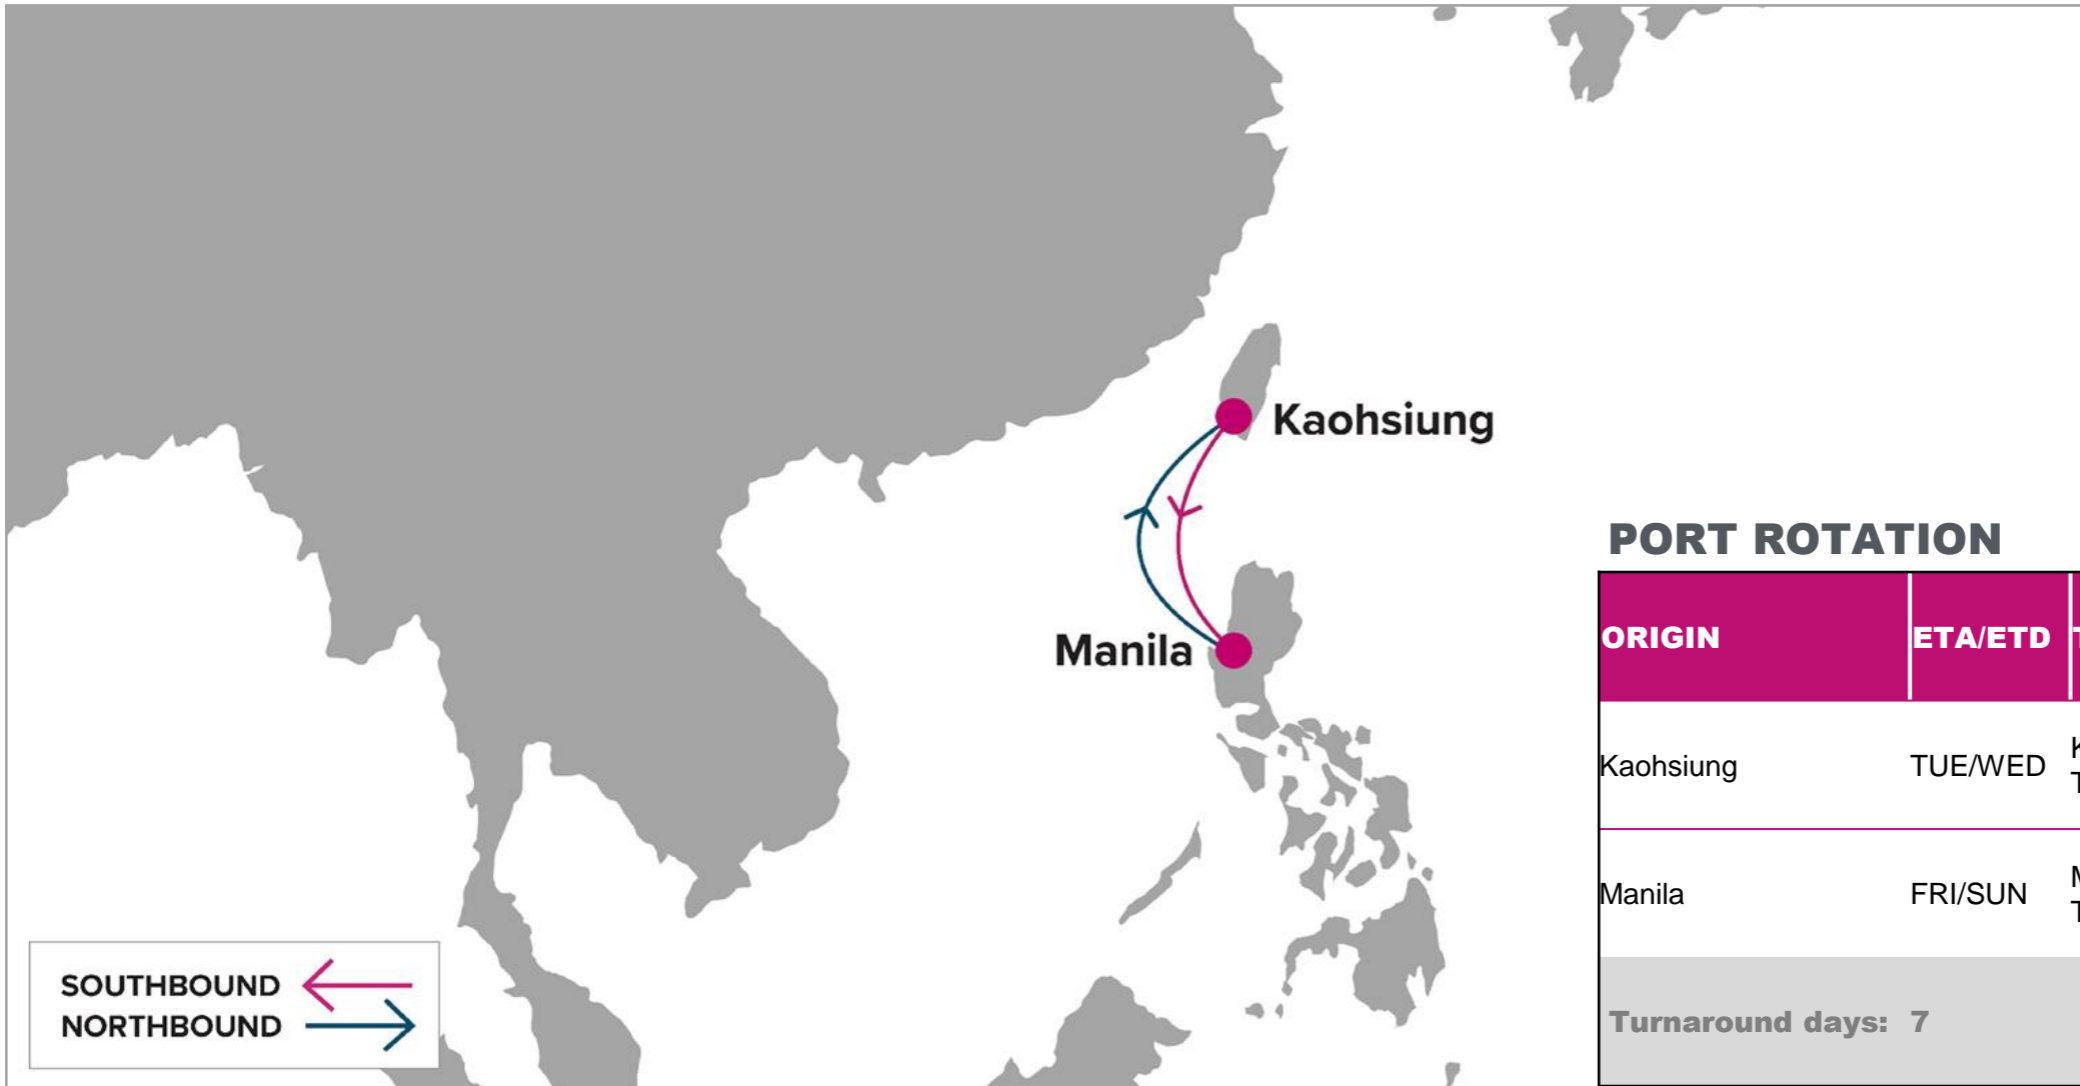 Kaohsiung
Manila
SOUTHBOUND
NORTHBOUND
PORT ROTATION
ORIGIN ETA/ETD
Kaohsiung TUE/WED
Manila FRI/SUN
Turnaround days: 7